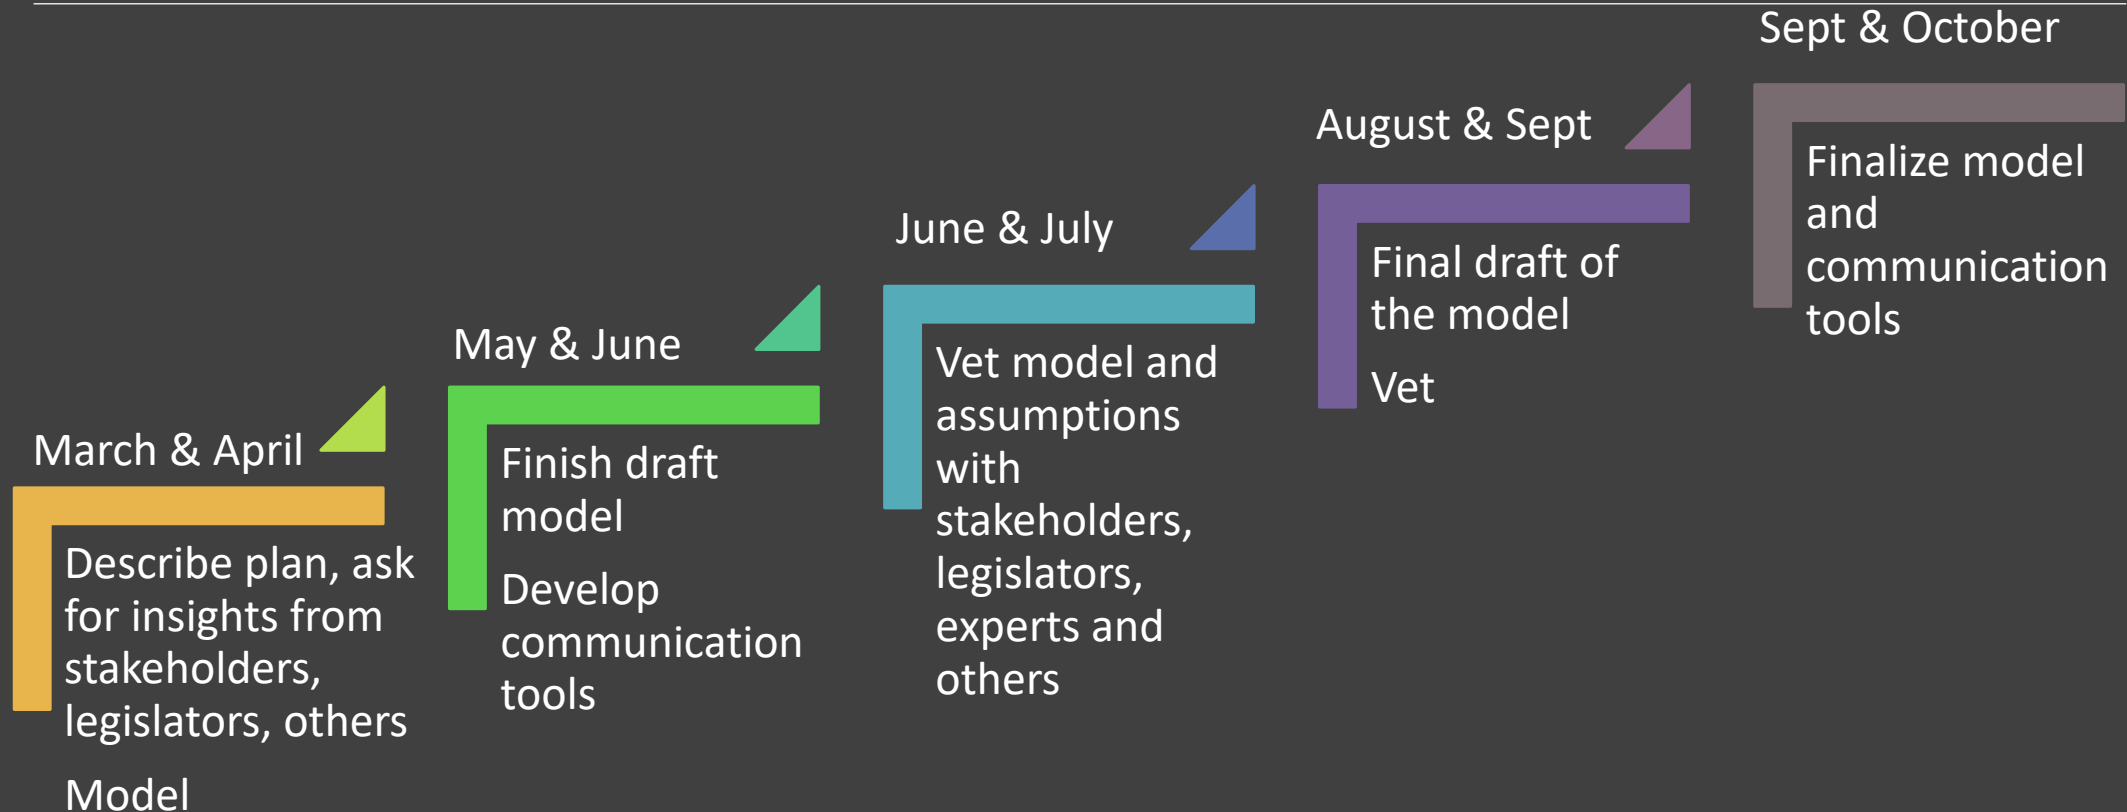 March & April
Describe plan, ask
for insights from
stakeholders,
legislators, others
Model
May & June
Finish draft
model
Develop
communication
tools
June & July
Vet model and
assumptions
with
stakeholders,
legislators,
experts and
others
August & Sept
Final draft of
the model
Vet
Sept & October
Finalize model
and
communication
tools